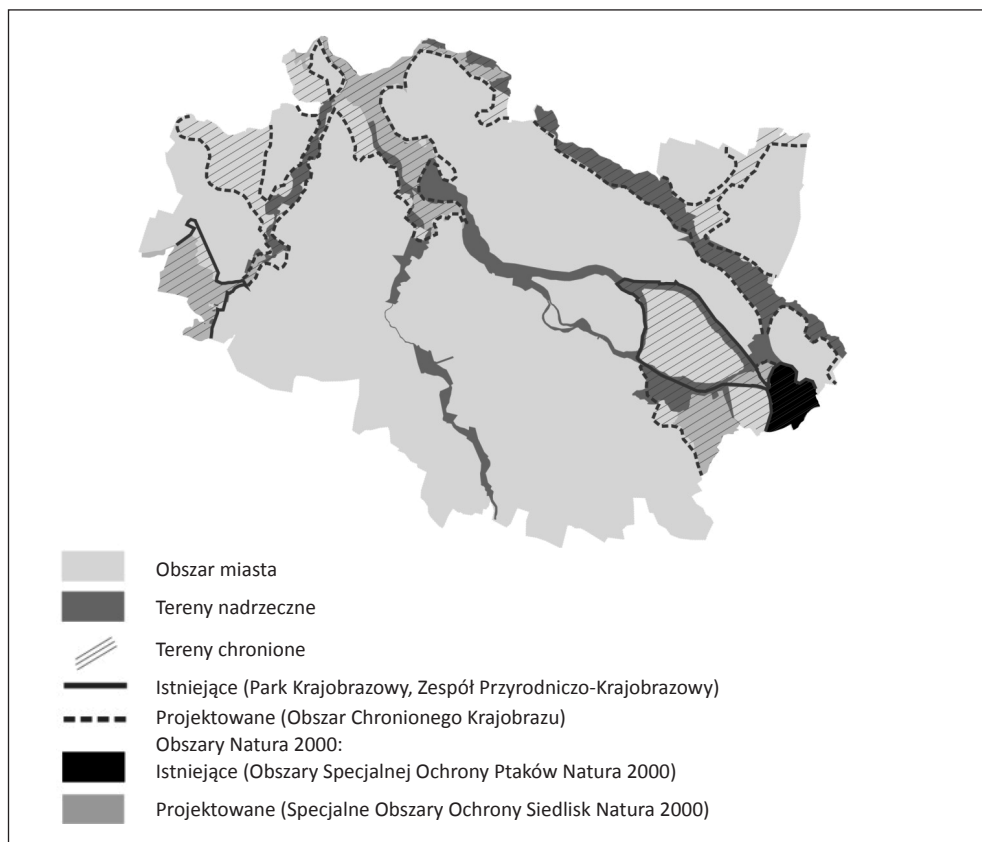 Obszar miasta
Tereny nadrzeczne
Tereny chronione
Istniejące (Park Krajobrazowy, Zespół Przyrodniczo-Krajobrazowy)
Projektowane (Obszar Chronionego Krajobrazu)
Obszary Natura 2000:
Istniejące (Obszary Specjalnej Ochrony Ptaków Natura 2000)
Projektowane (Specjalne Obszary Ochrony Siedlisk Natura 2000)